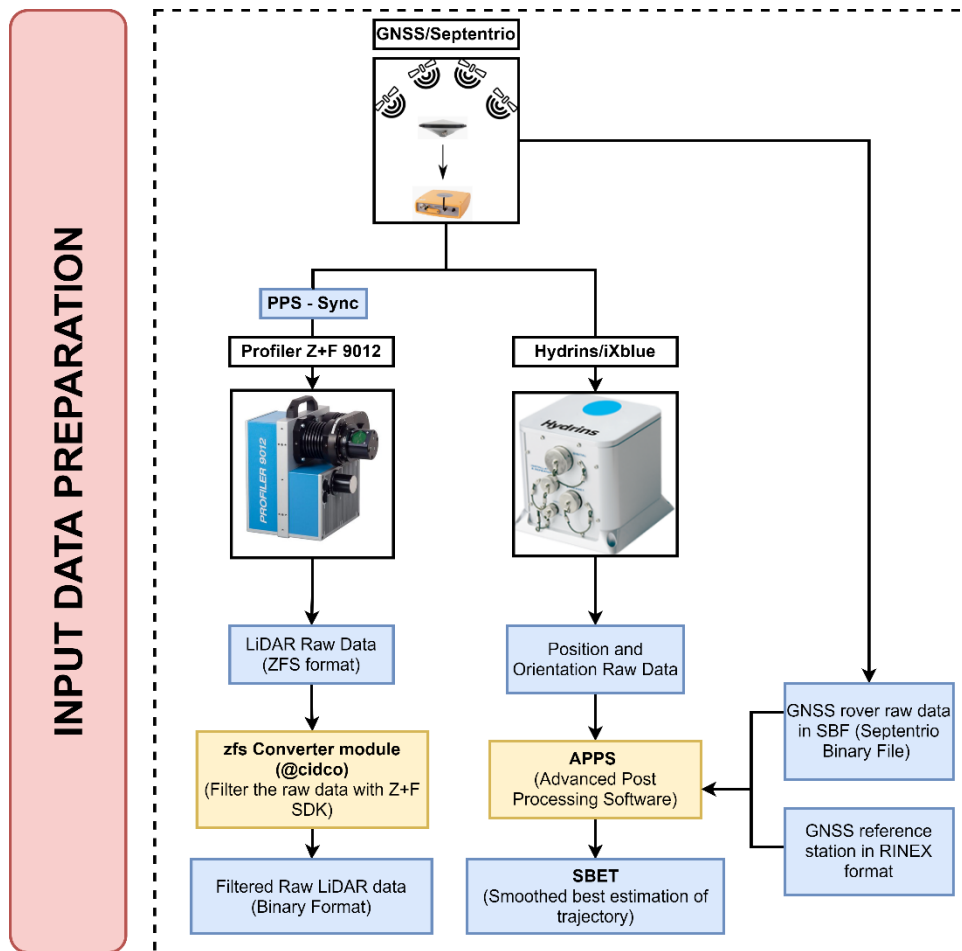 INPUT DATA PREPARATION
GNSS/Septentrio
PPS - Sync
Profiler Z+F 9012
Hydrins/iXblue
PROFILER 9012
Hydrins
LiDAR Raw Data
(ZFS format)
Position and
Orientation Raw Data
GNSS rover raw data
in SBF (Septentrio
Binary File)
zfs Converter module
(@cidco)
(Filter the raw data with Z+F
SDK)
APPS
(Advanced Post
Processing Software)
GNSS reference
station in RINEX
format
Filtered Raw LiDAR data
(Binary Format)
SBET
(Smoothed best estimation of
trajectory)